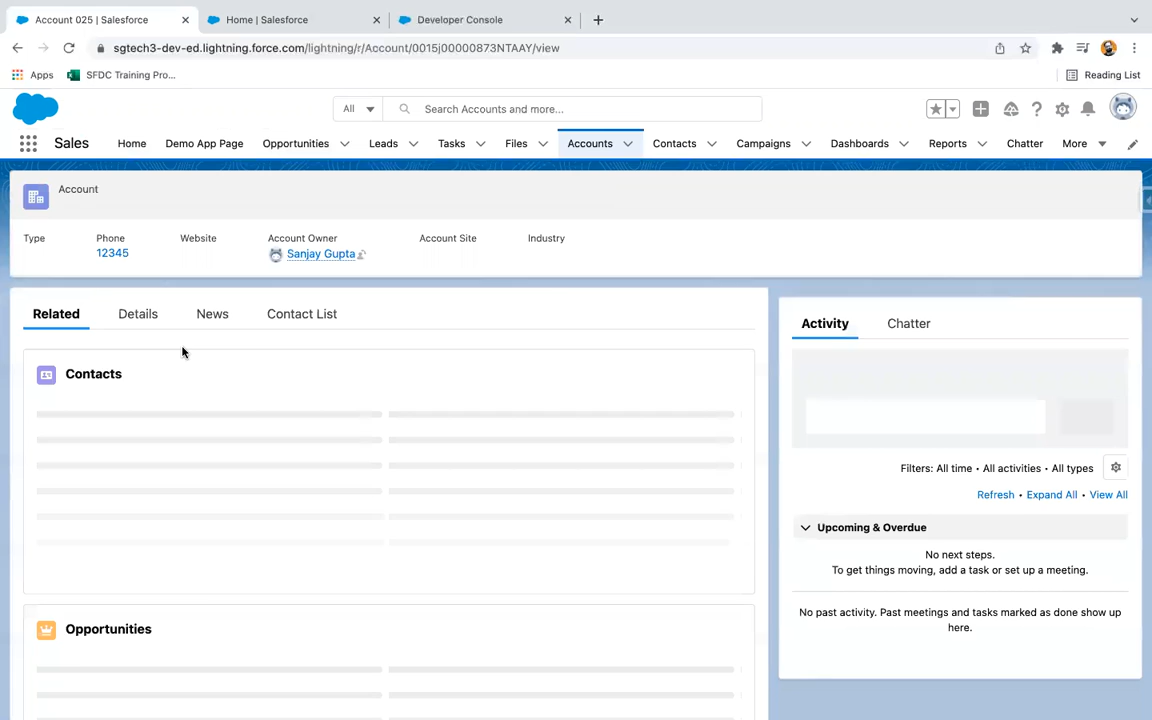 Account 025 | Salesforce
Home | Salesforce
Developer Console
sgtech3-dev-ed.lightning.force.com/lightning/r/Account/0015j00000873NTAAY/view
Apps
SFDC Training Pro...
Reading List
All
Search Accounts and more...
Sales
Home
Demo App Page
Opportunities
Leads
Tasks
Files
Accounts
Contacts
Campaigns
Dashboards
Reports
Chatter
More
Account
Type
Phone
Website
Account Owner
Account Site
Industry
12345
Sanjay Gupta
Related
Details
News
Contact List
Activity
Chatter
Contacts
Filters: All time • All activities • All types
Refresh • Expand All • View All
Upcoming & Overdue
No next steps.
To get things moving, add a task or set up a meeting.
No past activity. Past meetings and tasks marked as done show up
here.
Opportunities